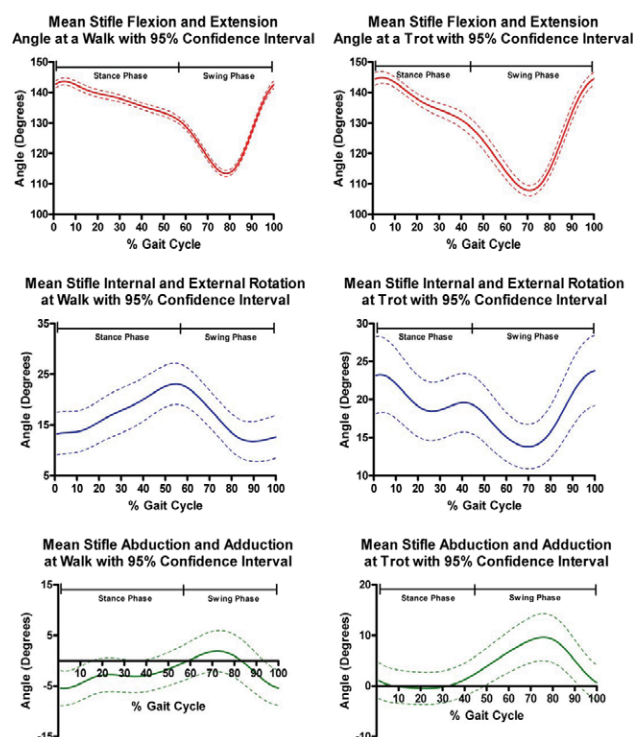 Mean Stifle Flexion and Extension
Angle at a Walk with 95% Confidence Interval
150
140
130
120
110
100
Angle (Degrees)
Stance Phase
Swing Phase
0 10 20 30 40 50 60 70 80 90 100
% Gait Cycle
Mean Stifle Flexion and Extension
Angle at a Trot with 95% Confidence Interval
150
140
130
120
110
100
Angle (Degrees)
Stance Phase
Swing Phase
0 10 20 30 40 50 60 70 80 90 100
% Gait Cycle
Mean Stifle Internal and External Rotation
at Walk with 95% Confidence Interval
35
25
15
5
Angle (Degrees)
Stance Phase
Swing Phase
0 10 20 30 40 50 60 70 80 90 100
% Gait Cycle
Mean Stifle Internal and External Rotation
at Trot with 95% Confidence Interval
30
25
20
15
10
Angle (Degrees)
Stance Phase
Swing Phase
0 10 20 30 40 50 60 70 80 90 100
% Gait Cycle
Mean Stifle Abduction and Adduction
at Walk with 95% Confidence Interval
15
5
-5
-15
Angle (Degrees)
Stance Phase
Swing Phase
10 20 30 40 50 60 70 80 90 100
% Gait Cycle
Mean Stifle Abduction and Adduction
at Trot with 95% Confidence Interval
20
10
0
-10
Angle (Degrees)
Stance Phase
Swing Phase
10 20 30 40 50 60 70 80 90 100
% Gait Cycle